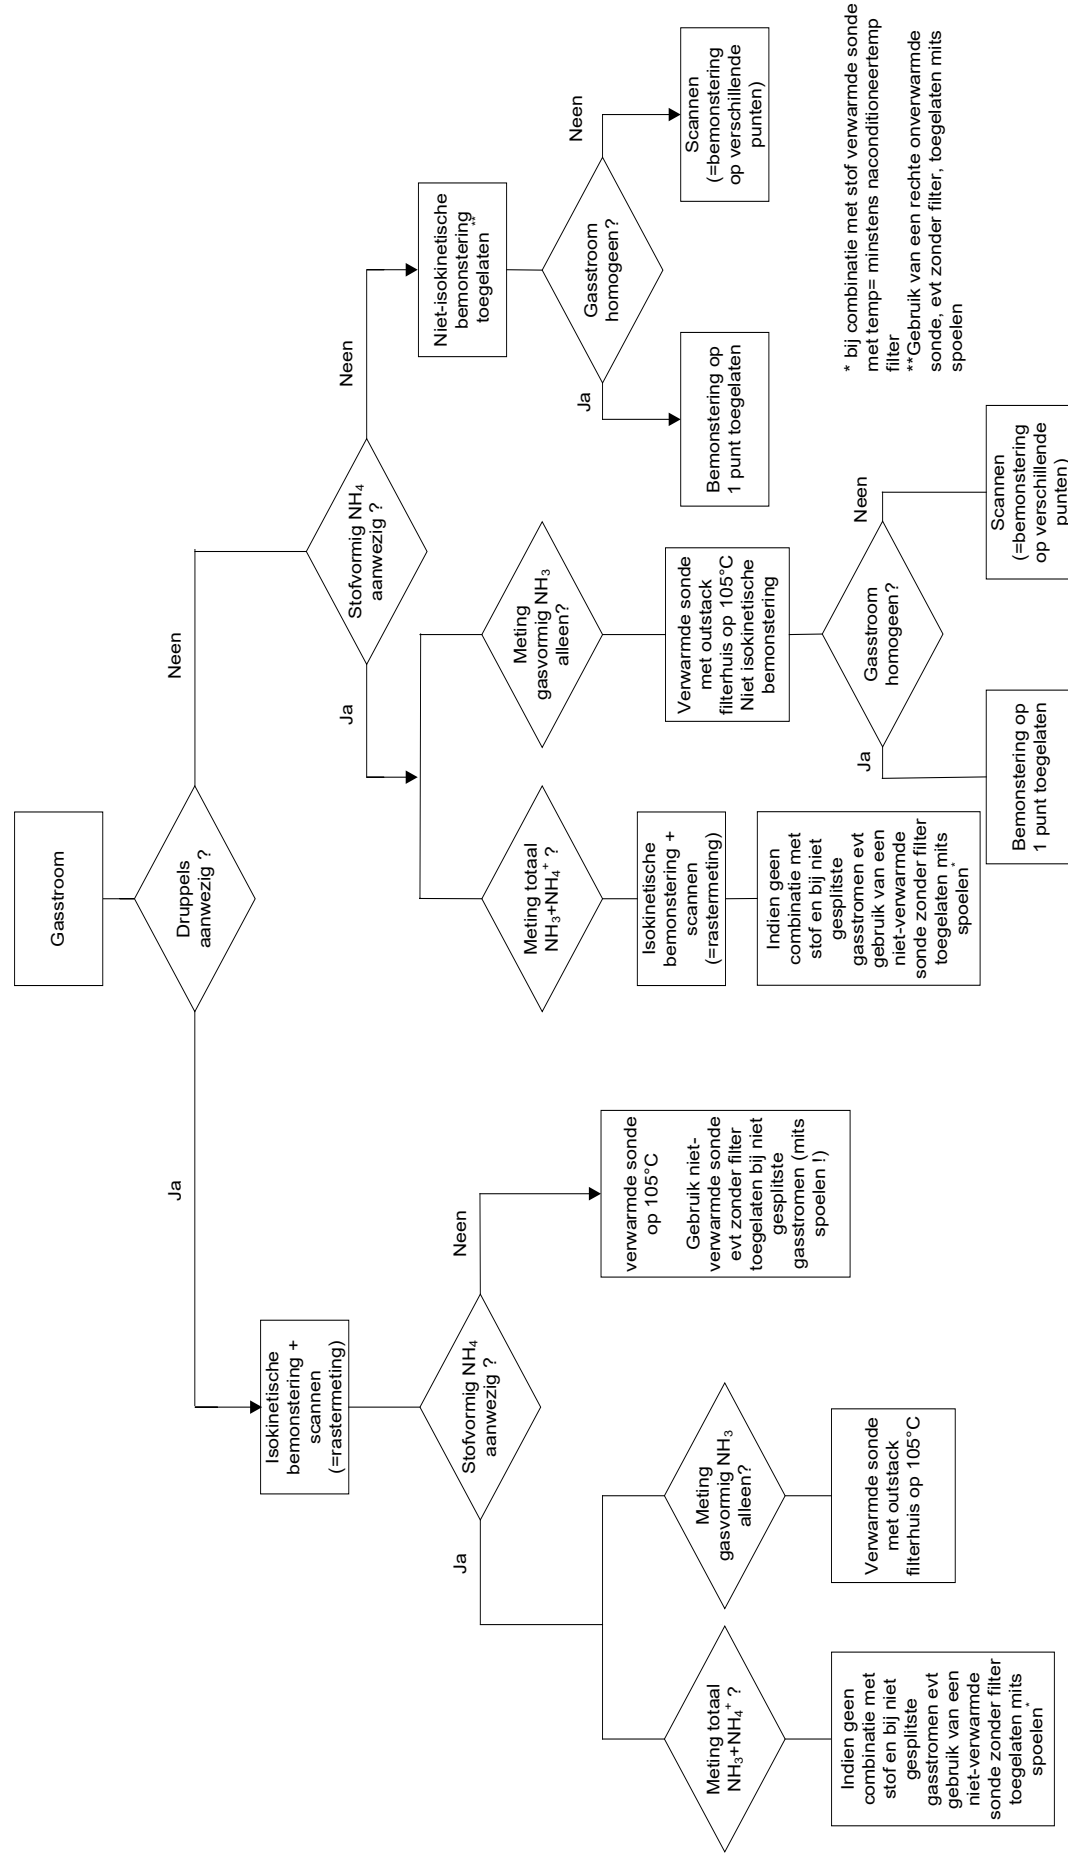 Gasstroom
Druppels
aanwezig ?
Ja
Neen
Isokinetische
bemonstering +
scannen
(=rastermeting)
Stofvormig NH4
aanwezig ?
Ja
Neen
Meting totaal
NH3+NH4+ ?
Indien geen
combinatie met
stof en bij niet
gesplitste
gasstromen evt
gebruik van een
niet-verwarmde
sonde zonder filter
toegelaten mits
spoelen*
Meting
gasvormig NH3
alleen?
Verwarmde sonde
met outstack
filterhuis op 105°C
verwarmde sonde
op 105°C
Gebruik niet-
verwarmde sonde
evt zonder filter
toegelaten bij niet
gesplitste
gasstromen (mits
spoelen !)
Stofvormig NH4
aanwezig ?
Ja
Neen
Meting totaal
NH3+NH4+ ?
Isokinetische
bemonstering +
scannen
(=rastermeting)
Indien geen
combinatie met
stof en bij niet
gesplitste
gasstromen evt
gebruik van een
niet-verwarmde
sonde zonder filter
toegelaten mits
spoelen*
Meting
gasvormig NH3
alleen?
Verwarmde sonde
met outstack
filterhuis op 105°C
Niet isokinetische
bemonstering
Gasstroom
homogeen?
Ja
Neen
Bemonstering op
1 punt toegelaten
Scannen
(=bemonstering
op verschillende
punten)
Niet-isokinetische
bemonstering
toegelaten**
Gasstroom
homogeen?
Ja
Neen
Bemonstering op
1 punt toegelaten
Scannen
(=bemonstering
op verschillende
punten)
* bij combinatie met stof verwarmde sonde
met temp= minstens naconditioneertemp
filter
**Gebruik van een rechte onverwarmde
sonde, evt zonder filter, toegelaten mits
spoelen